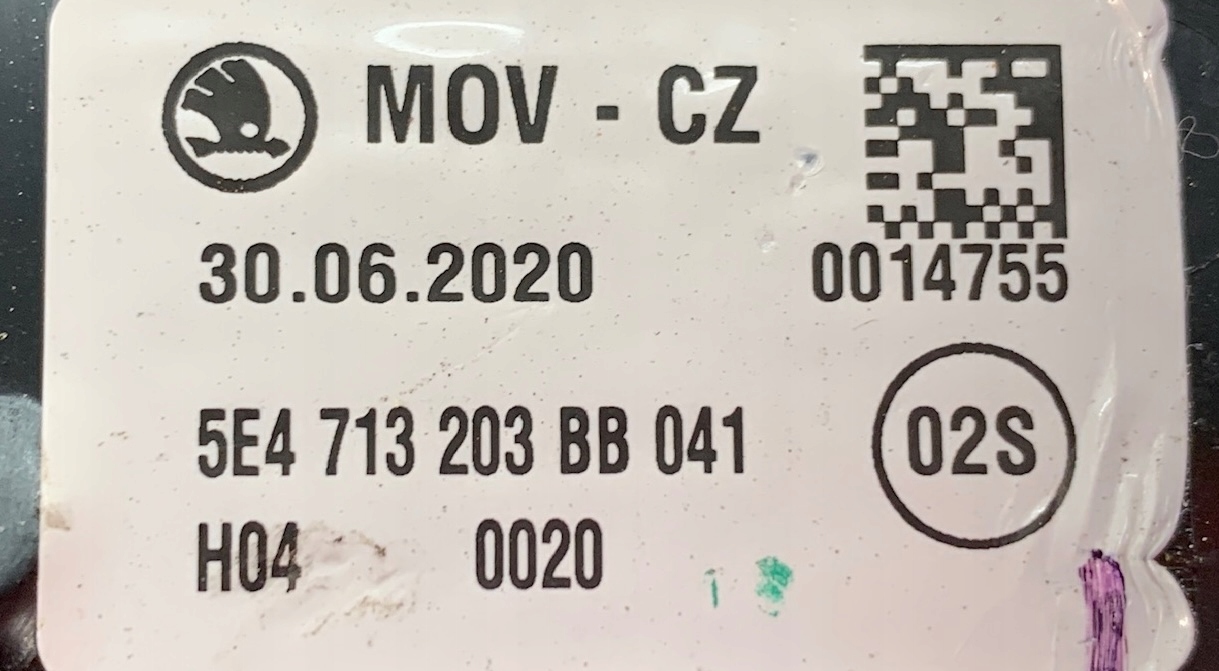 MOV - CZ
30.06.2020
0014755
5E4 713 203 BB 041
02S
H04 0020